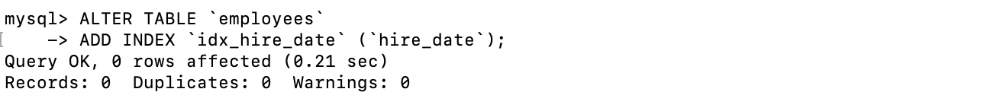 mysql> ALTER TABLE `employees`
    -> ADD INDEX `idx_hire_date` (`hire_date`);
Query OK, 0 rows affected (0.21 sec)
Records: 0  Duplicates: 0  Warnings: 0